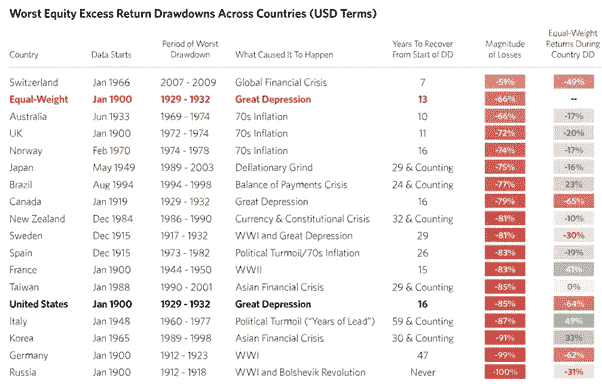 Worst Equity Excess Return Drawdowns Across Countries (USD Terms)
Country Data Starts Period of Worst Drawdown What Caused It To Happen Years To Recover From Start of DD Magnitude of Losses Equal-Weight Returns During Country DD
Switzerland Jan 1966 2007 - 2009 Global Financial Crisis 7 -51% -49%
Equal-Weight Jan 1900 1929 - 1932 Great Depression 13 -66% --
Australia Jun 1933 1969 - 1974 70s Inflation 10 -66% -17%
UK Jan 1900 1972 - 1974 70s Inflation 11 -72% -20%
Norway Feb 1970 1974 - 1978 70s Inflation 16 -74% -17%
Japan May 1949 1989 - 2003 Deflationary Grind 29 & Counting -75% -16%
Brazil Aug 1994 1994 - 1998 Balance of Payments Crisis 24 & Counting -77% 23%
Canada Jan 1919 1929 - 1932 Great Depression 16 -79% -65%
New Zealand Dec 1984 1986 - 1990 Currency & Constitutional Crisis 32 & Counting -81% -10%
Sweden Dec 1915 1917 - 1932 WWI and Great Depression 29 -81% -30%
Spain Dec 1915 1973 - 1982 Political Turmoil/70s Inflation 26 -83% -19%
France Jan 1900 1944 - 1950 WWII 15 -83% 41%
Taiwan Jan 1988 1990 - 2001 Asian Financial Crisis 29 & Counting -85% 0%
United States Jan 1900 1929 - 1932 Great Depression 16 -85% -64%
Italy Jan 1948 1960 - 1977 Political Turmoil ("Years of Lead") 59 & Counting -87% 49%
Korea Jan 1965 1989 - 1998 Asian Financial Crisis 30 & Counting -91% 33%
Germany Jan 1900 1912 - 1923 WWI 47 -99% -62%
Russia Jan 1900 1912 - 1918 WWI and Bolshevik Revolution Never -100% -31%